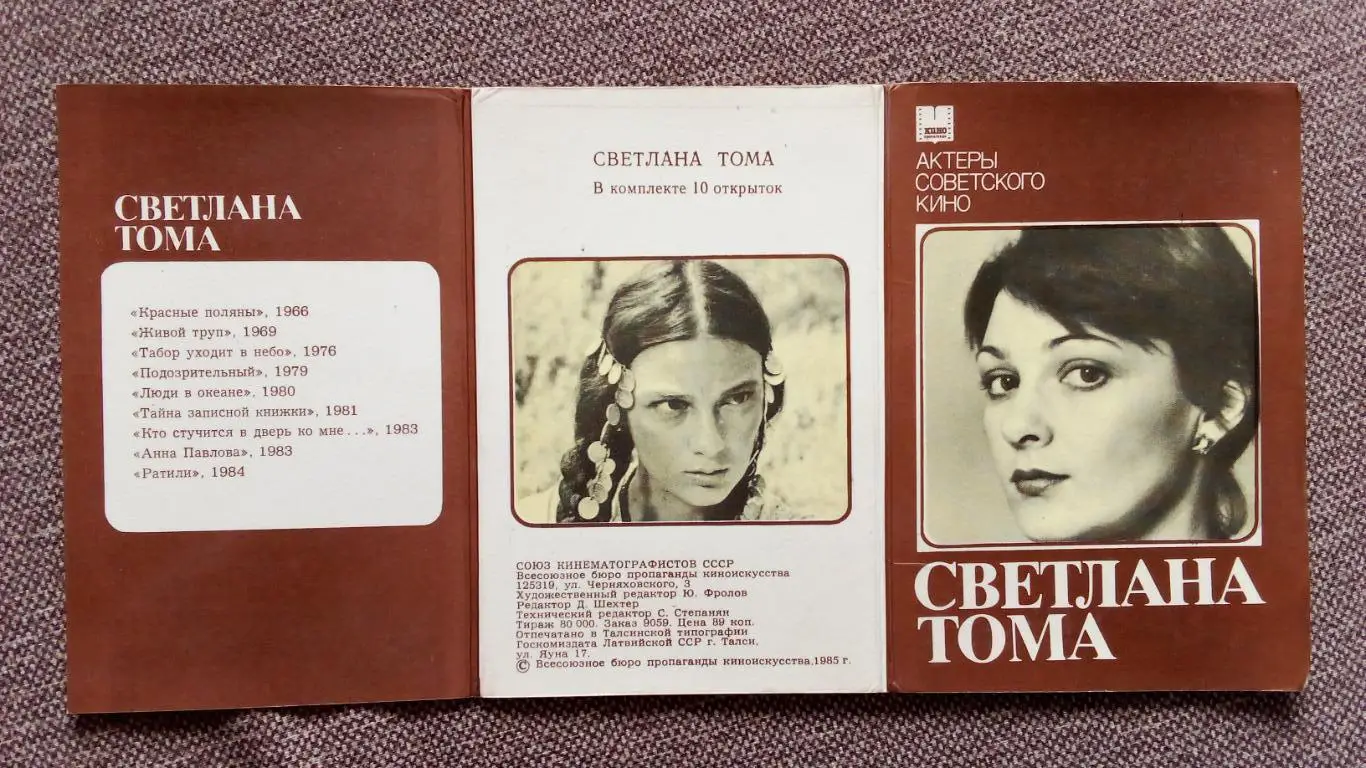 СВЕТЛАНА
ТОМА
«Красные поляны», 1966
«Живой труп», 1969
«Табор уходит в небо», 1976
«Подозрительный», 1979
«Люди в океане», 1980
«Тайна записной книжки», 1981
«Кто стучится в дверь ко мне...», 1983
«Анна Павлова», 1983
«Ратили», 1984
СВЕТЛАНА ТОМА
В комплекте 10 открыток
СОЮЗ КИНЕМАТОГРАФИСТОВ СССР
Всесоюзное бюро пропаганды киноискусства
125319, ул. Черняховского, 3
Художественный редактор Ю. Фролов
Редактор Д. Шехтер
Технический редактор С. Степанян
Тираж 80 000. Заказ 9059. Цена 89 коп.
Отпечатано в Талсинской типографии
Госкомиздата Латвийской ССР г. Талси,
ул. Яуна 17.
© Всесоюзное бюро пропаганды киноискусства, 1985 г.
КИНО
АКТЕРЫ
СОВЕТСКОГО
КИНО
СВЕТЛАНА
ТОМА